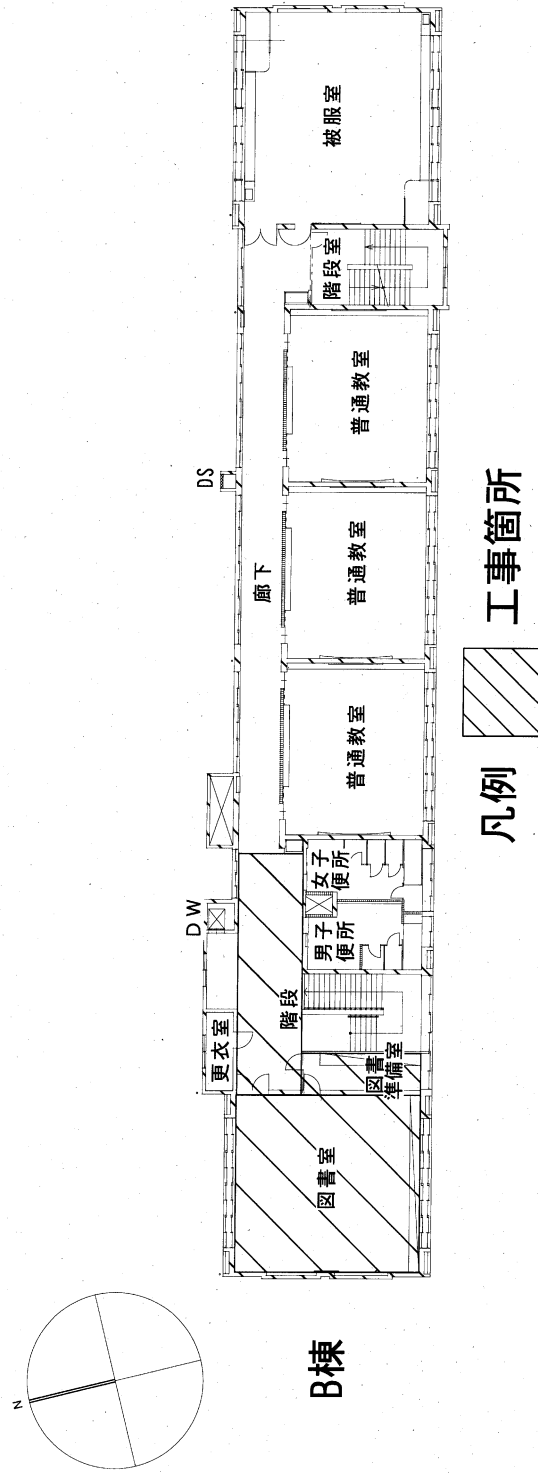 N
B棟
図書室
図書
準備室
更衣室
階段
DW
男子
便所
女子
便所
普通教室
普通教室
普通教室
廊下
DS
階段室
被服室
凡例
工事箇所